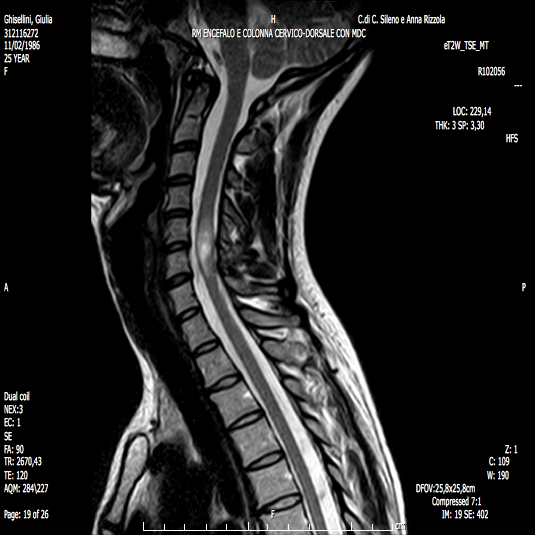 Ghisellini, Giulia
312116272
11/02/1986
25 YEAR
F
H
C.di C. Sileno e Anna Rizzola
RM ENCEFALO E COLONNA CERVICO-DORSALE CON MDC
eT2W_TSE_MT
R102056
---
LOC: 229,14
THK: 3 SP: 3,30
HFS
A
P
Dual coil
NEX:3
EC: 1
SE
FA: 90
TR: 2670,43
TE: 120
AQM: 284\227
Page: 19 of 26
F
cm
Z: 1
C: 109
W: 190
DFOV:25,8x25,8cm
Compressed 7:1
IM: 19 SE: 402